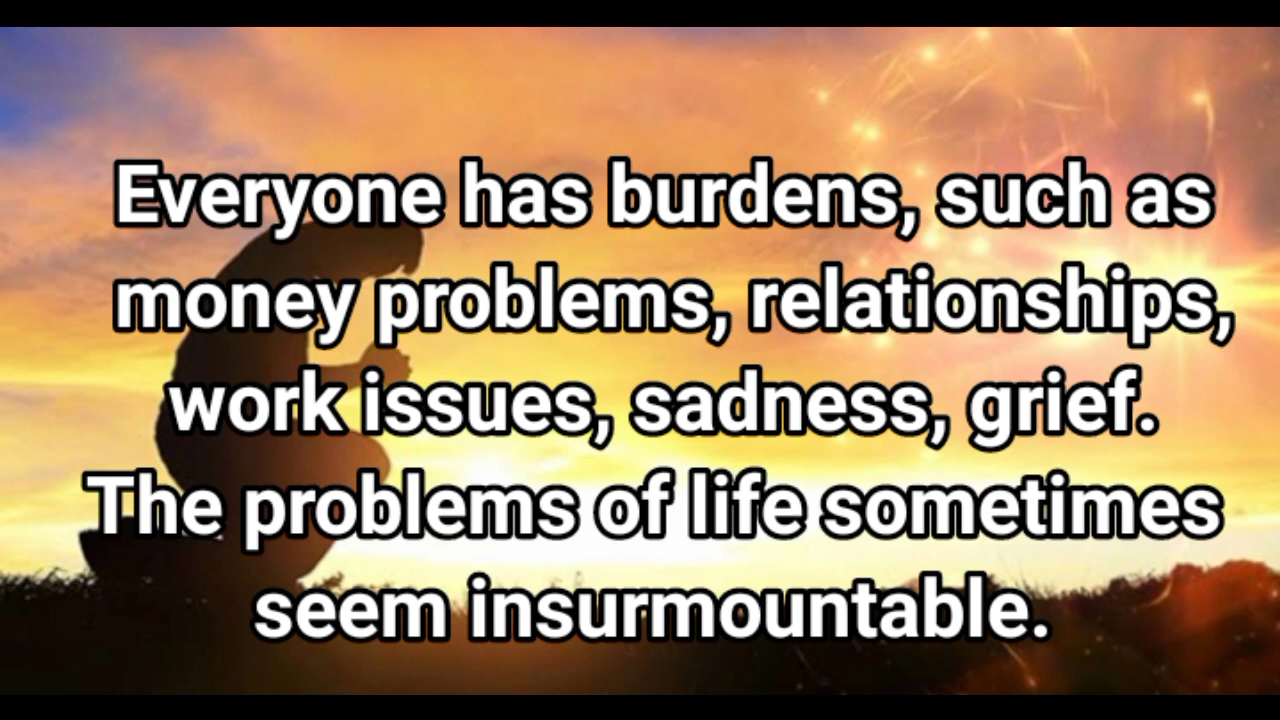 Everyone has burdens, such as
money problems, relationships,
work issues, sadness, grief.
The problems of life sometimes
seem insurmountable.